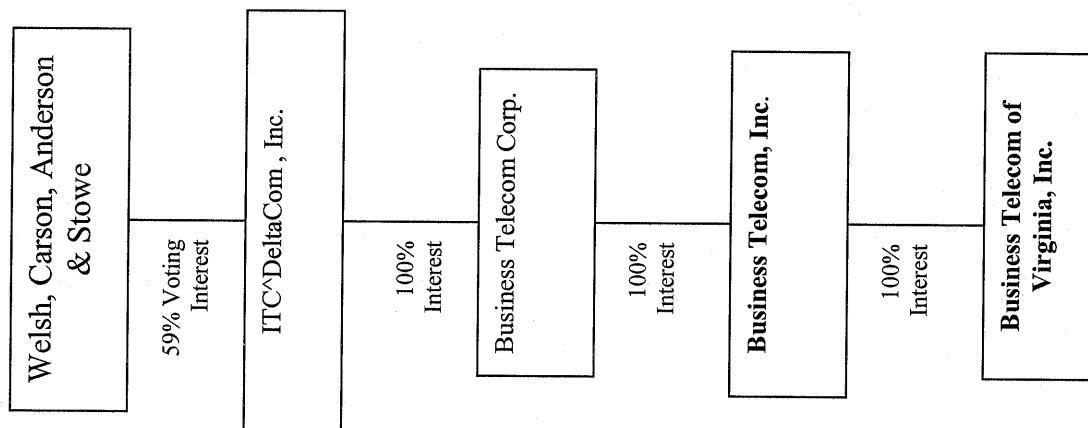 Welsh, Carson, Anderson
& Stowe
59% Voting
Interest
ITC^DeltaCom , Inc.
100%
Interest
Business Telecom Corp.
100%
Interest
Business Telecom, Inc.
100%
Interest
Business Telecom of
Virginia, Inc.